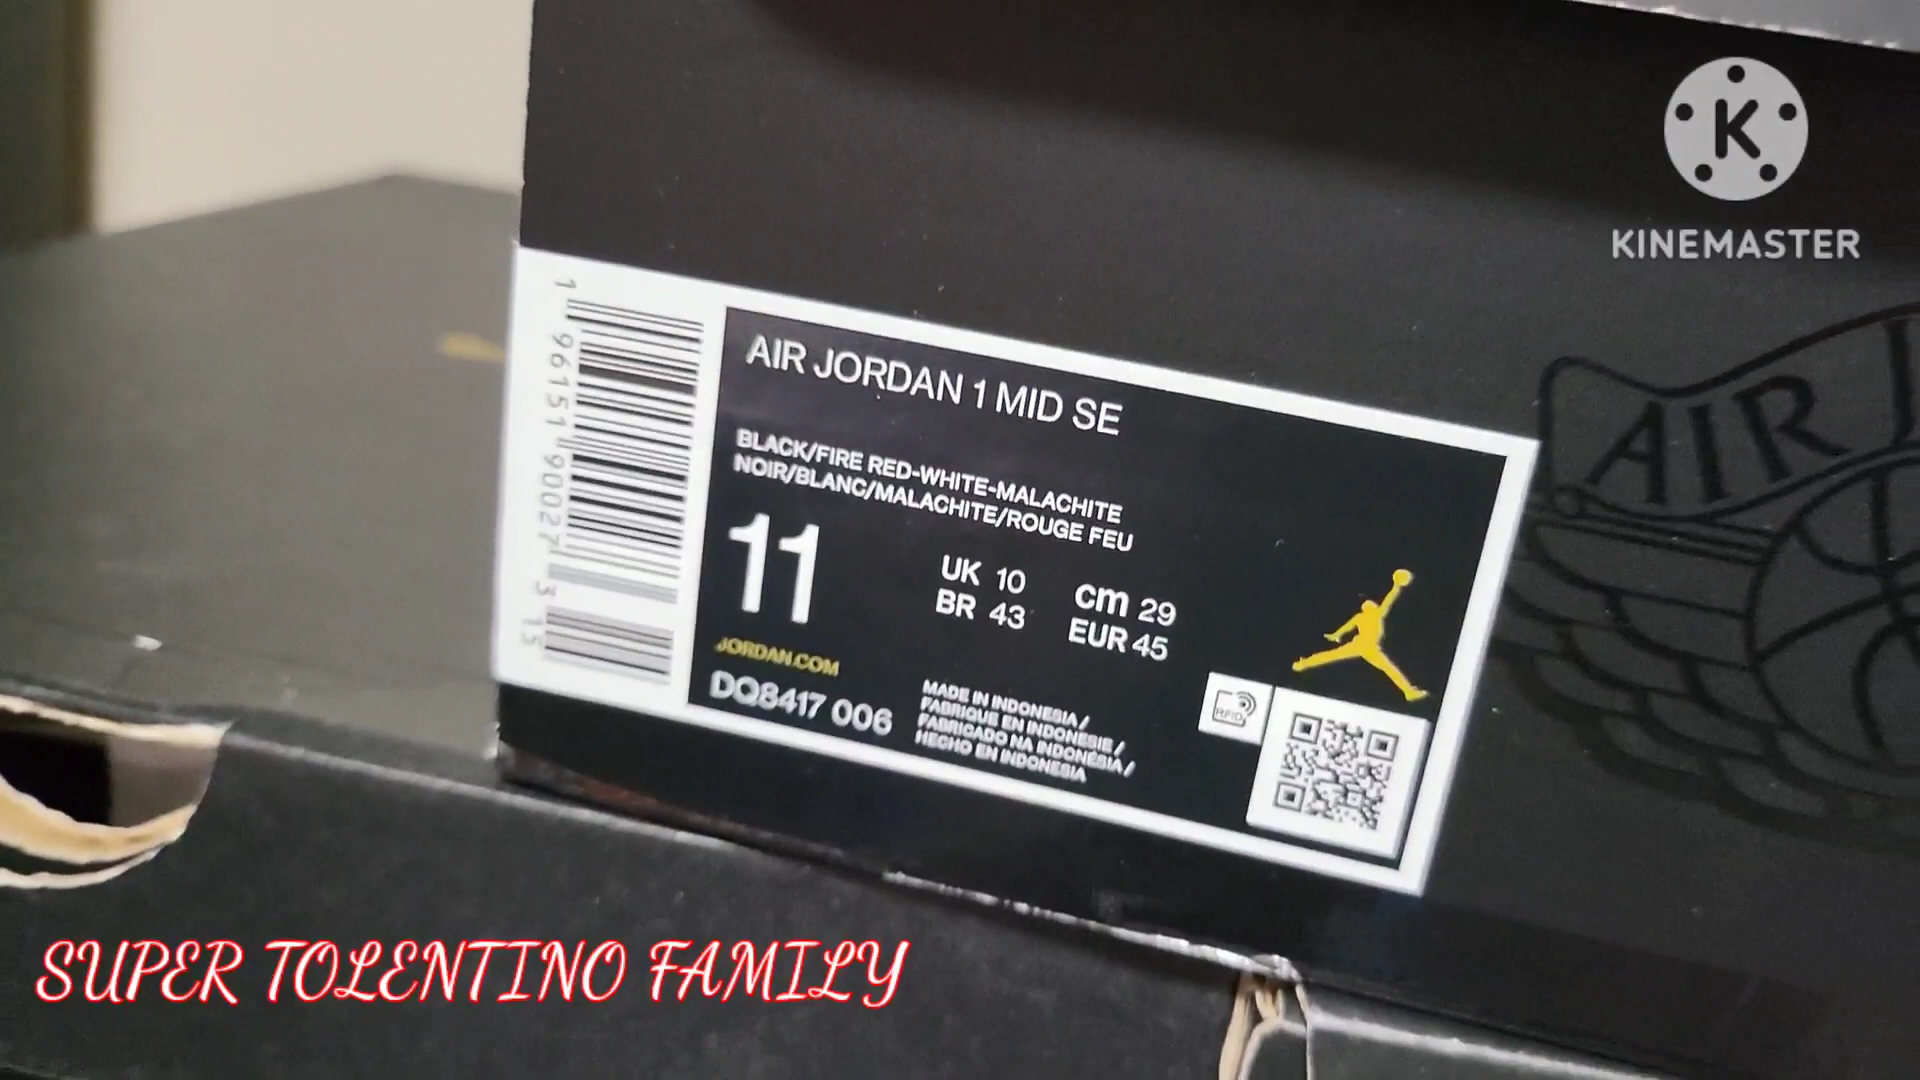 KINEMASTER
AIR J
AIR JORDAN 1 MID SE
BLACK/FIRE RED-WHITE-MALACHITE
NOIR/BLANC/MALACHITE/ROUGE FEU
11
UK 10
BR 43
cm 29
EUR 45
JORDAN.COM
DQ8417 006
MADE IN INDONESIA /
FABRIQUE EN INDONESIE /
FABRICADO NA INDONÉSIA /
HECHO EN INDONESIA
RFID
1 96151 90027 3 15
SUPER TOLENTINO FAMILY